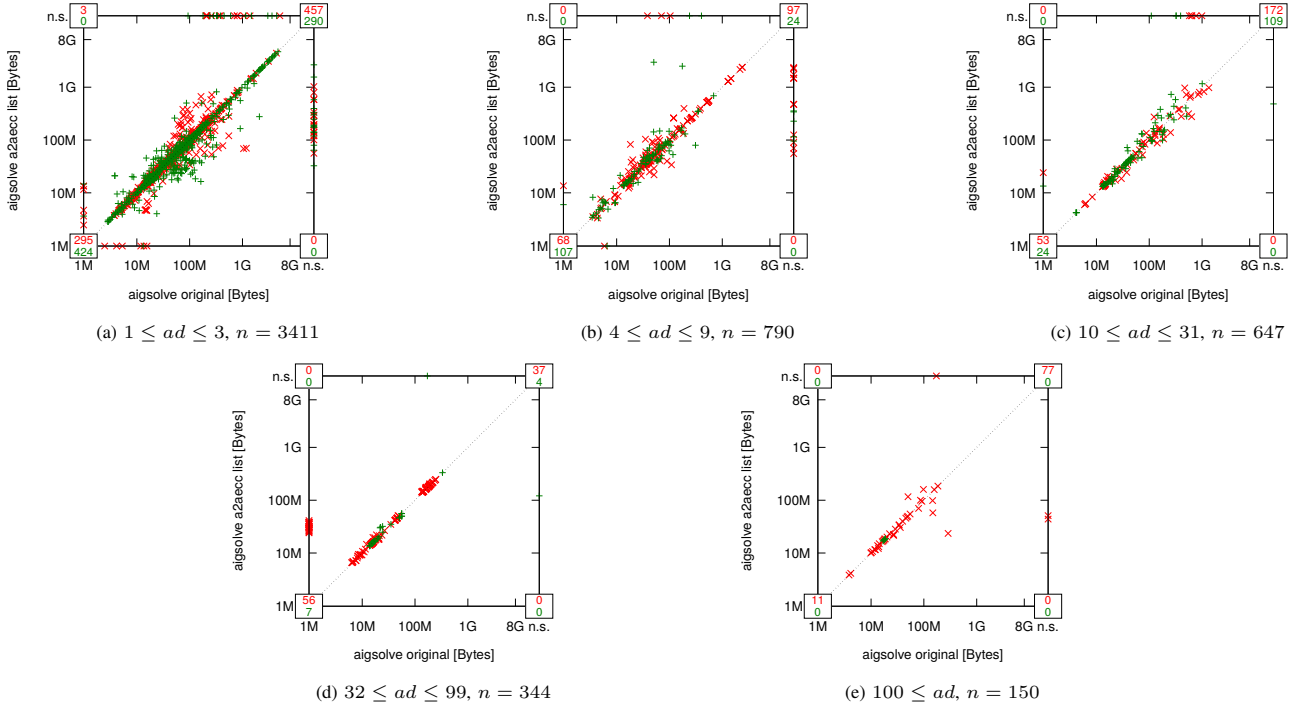 3
0
457
290
n.s.
8G
1G
100M
10M
1M
aigsolve a2aecc list [Bytes]
295
424
0
0
1M 10M 100M 1G 8G n.s.
aigsolve original [Bytes]
(a) 1 ≤ ad ≤ 3, n = 3411
0
0
97
24
n.s.
8G
1G
100M
10M
1M
aigsolve a2aecc list [Bytes]
68
107
0
0
1M 10M 100M 1G 8G n.s.
aigsolve original [Bytes]
(b) 4 ≤ ad ≤ 9, n = 790
0
0
172
109
n.s.
8G
1G
100M
10M
1M
aigsolve a2aecc list [Bytes]
53
24
0
0
1M 10M 100M 1G 8G n.s.
aigsolve original [Bytes]
(c) 10 ≤ ad ≤ 31, n = 647
0
0
37
4
n.s.
8G
1G
100M
10M
1M
aigsolve a2aecc list [Bytes]
56
7
0
0
1M 10M 100M 1G 8G n.s.
aigsolve original [Bytes]
(d) 32 ≤ ad ≤ 99, n = 344
0
0
77
0
n.s.
8G
1G
100M
10M
1M
aigsolve a2aecc list [Bytes]
11
0
0
0
1M 10M 100M 1G 8G n.s.
aigsolve original [Bytes]
(e) 100 ≤ ad, n = 150